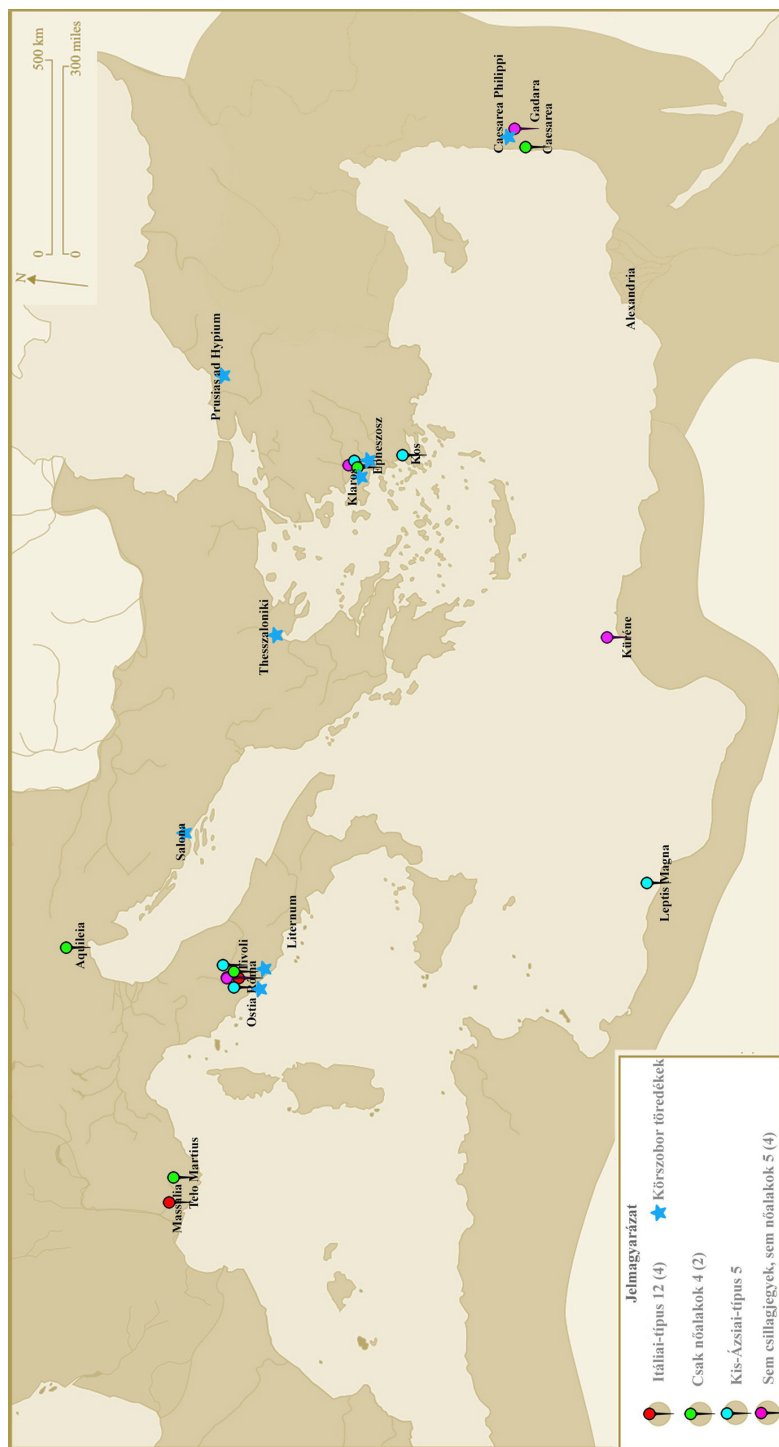 N
0 500 km
0 300 miles
Aquileia
Salona
Massalia
Telo Martius
Tivoli
Ostia Roma
Liternum
Thesszaloniki
Prusias ad Hypium
Klaros
Epheszosz
Kos
Caesarea Philippi
Gadara
Caesarea
Alexandria
Küréne
Leptis Magna
Jelmagyarázat
Itáliai-típus 12 (4)
Körszobor töredékek
Csak nőalakok 4 (2)
Kis-Ázsiai-típus 5
Sem csillagjegyek, sem nőalakok 5 (4)